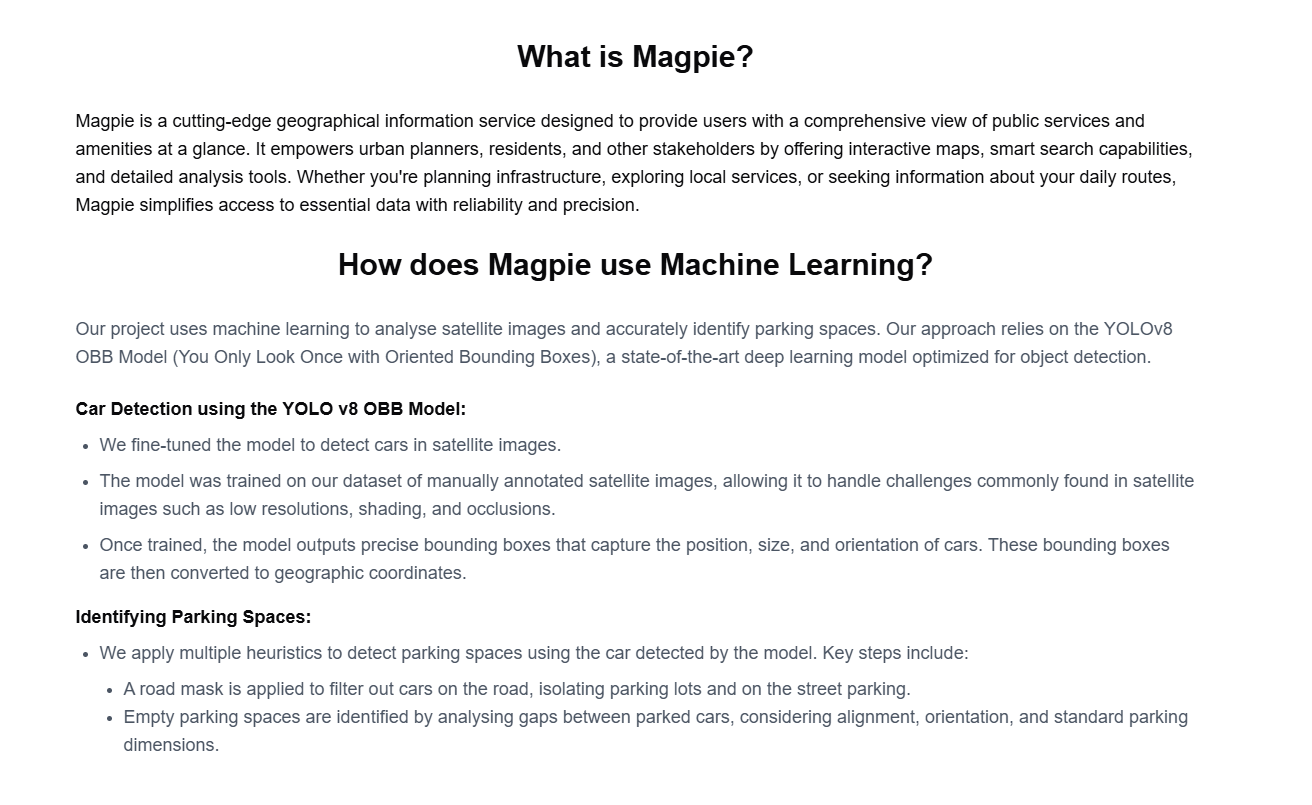 What is Magpie?
Magpie is a cutting-edge geographical information service designed to provide users with a comprehensive view of public services and
amenities at a glance. It empowers urban planners, residents, and other stakeholders by offering interactive maps, smart search capabilities,
and detailed analysis tools. Whether you're planning infrastructure, exploring local services, or seeking information about your daily routes,
Magpie simplifies access to essential data with reliability and precision.
How does Magpie use Machine Learning?
Our project uses machine learning to analyse satellite images and accurately identify parking spaces. Our approach relies on the YOLOv8
OBB Model (You Only Look Once with Oriented Bounding Boxes), a state-of-the-art deep learning model optimized for object detection.
Car Detection using the YOLO v8 OBB Model:
• We fine-tuned the model to detect cars in satellite images.
• The model was trained on our dataset of manually annotated satellite images, allowing it to handle challenges commonly found in satellite
images such as low resolutions, shading, and occlusions.
• Once trained, the model outputs precise bounding boxes that capture the position, size, and orientation of cars. These bounding boxes
are then converted to geographic coordinates.
Identifying Parking Spaces:
• We apply multiple heuristics to detect parking spaces using the car detected by the model. Key steps include:
• A road mask is applied to filter out cars on the road, isolating parking lots and on the street parking.
• Empty parking spaces are identified by analysing gaps between parked cars, considering alignment, orientation, and standard parking
dimensions.